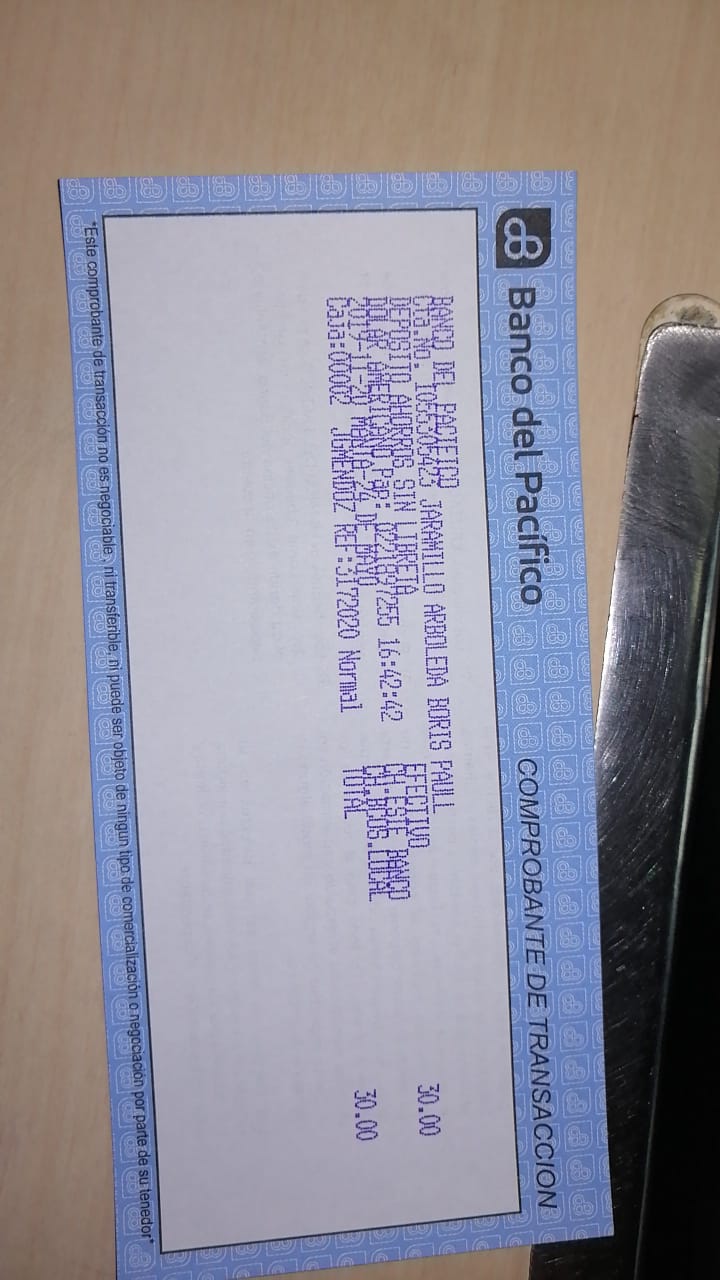 Banco del Pacífico
COMPROBANTE DE TRANSACCION
BANCO DEL PACIFICO
Cta.No. 1055305423 JARAMILLO ARBOLEDA BORIS PAULL
DEPOSITO AHORROS SIN LIBRETA
EFECTIVO 30.00
DOLAR AMERICANO Pap: 0221897255 16:42:42
CH.ESTE BANCO
2019-11-20 MANTA-24 DE MAYO
CH.BCOS.LOCAL
Caja:00002 JGMENDOZ REF:3172020 Normal
TOTAL 30.00
*Este comprobante de transacción no es negociable , ni transferible, ni puede ser objeto de ningun tipo de comercialización o negociación por parte de su tenedor*